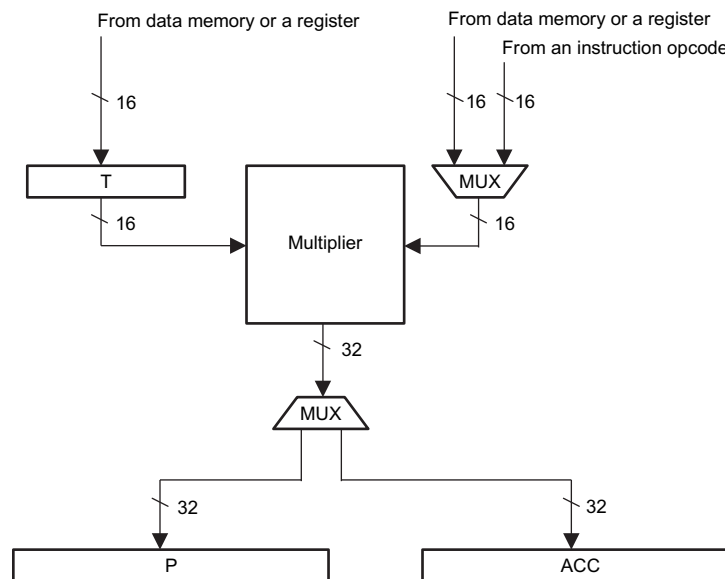 From data memory or a register
From data memory or a register
From an instruction opcode
16
16
16
T
MUX
16
16
Multiplier
32
MUX
32
32
P
ACC